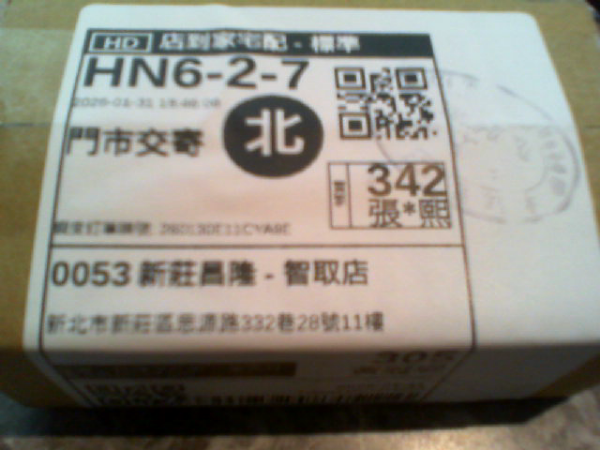 HD 店到家宅配 - 標準
HN6-2-7
門市交寄
北
342
張*熙
0053 新莊昌隆 - 智取店
新北市新莊區思源路332巷28號11樓
305